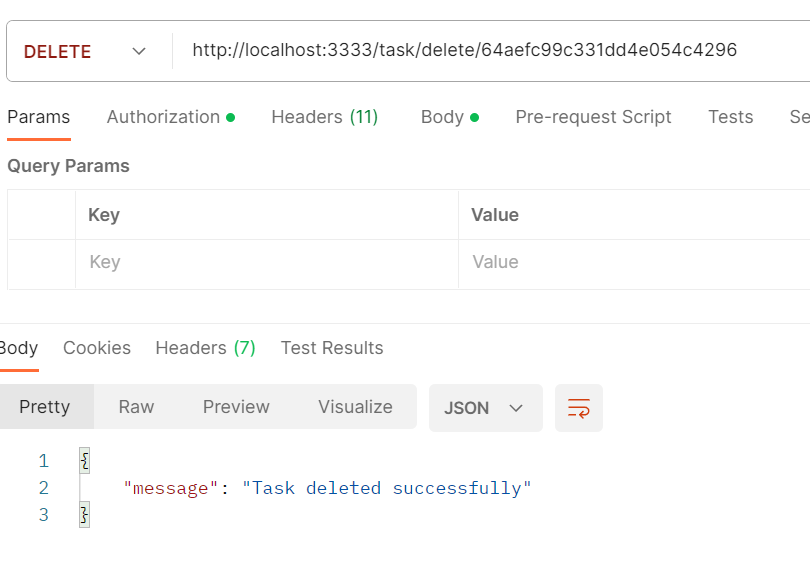 DELETE http://localhost:3333/task/delete/64aefc99c331dd4e054c4296
Params Authorization Headers (11) Body Pre-request Script Tests Se
Query Params
Key Value
Key Value
Body Cookies Headers (7) Test Results
Pretty Raw Preview Visualize JSON
1 {
2 "message": "Task deleted successfully"
3 }